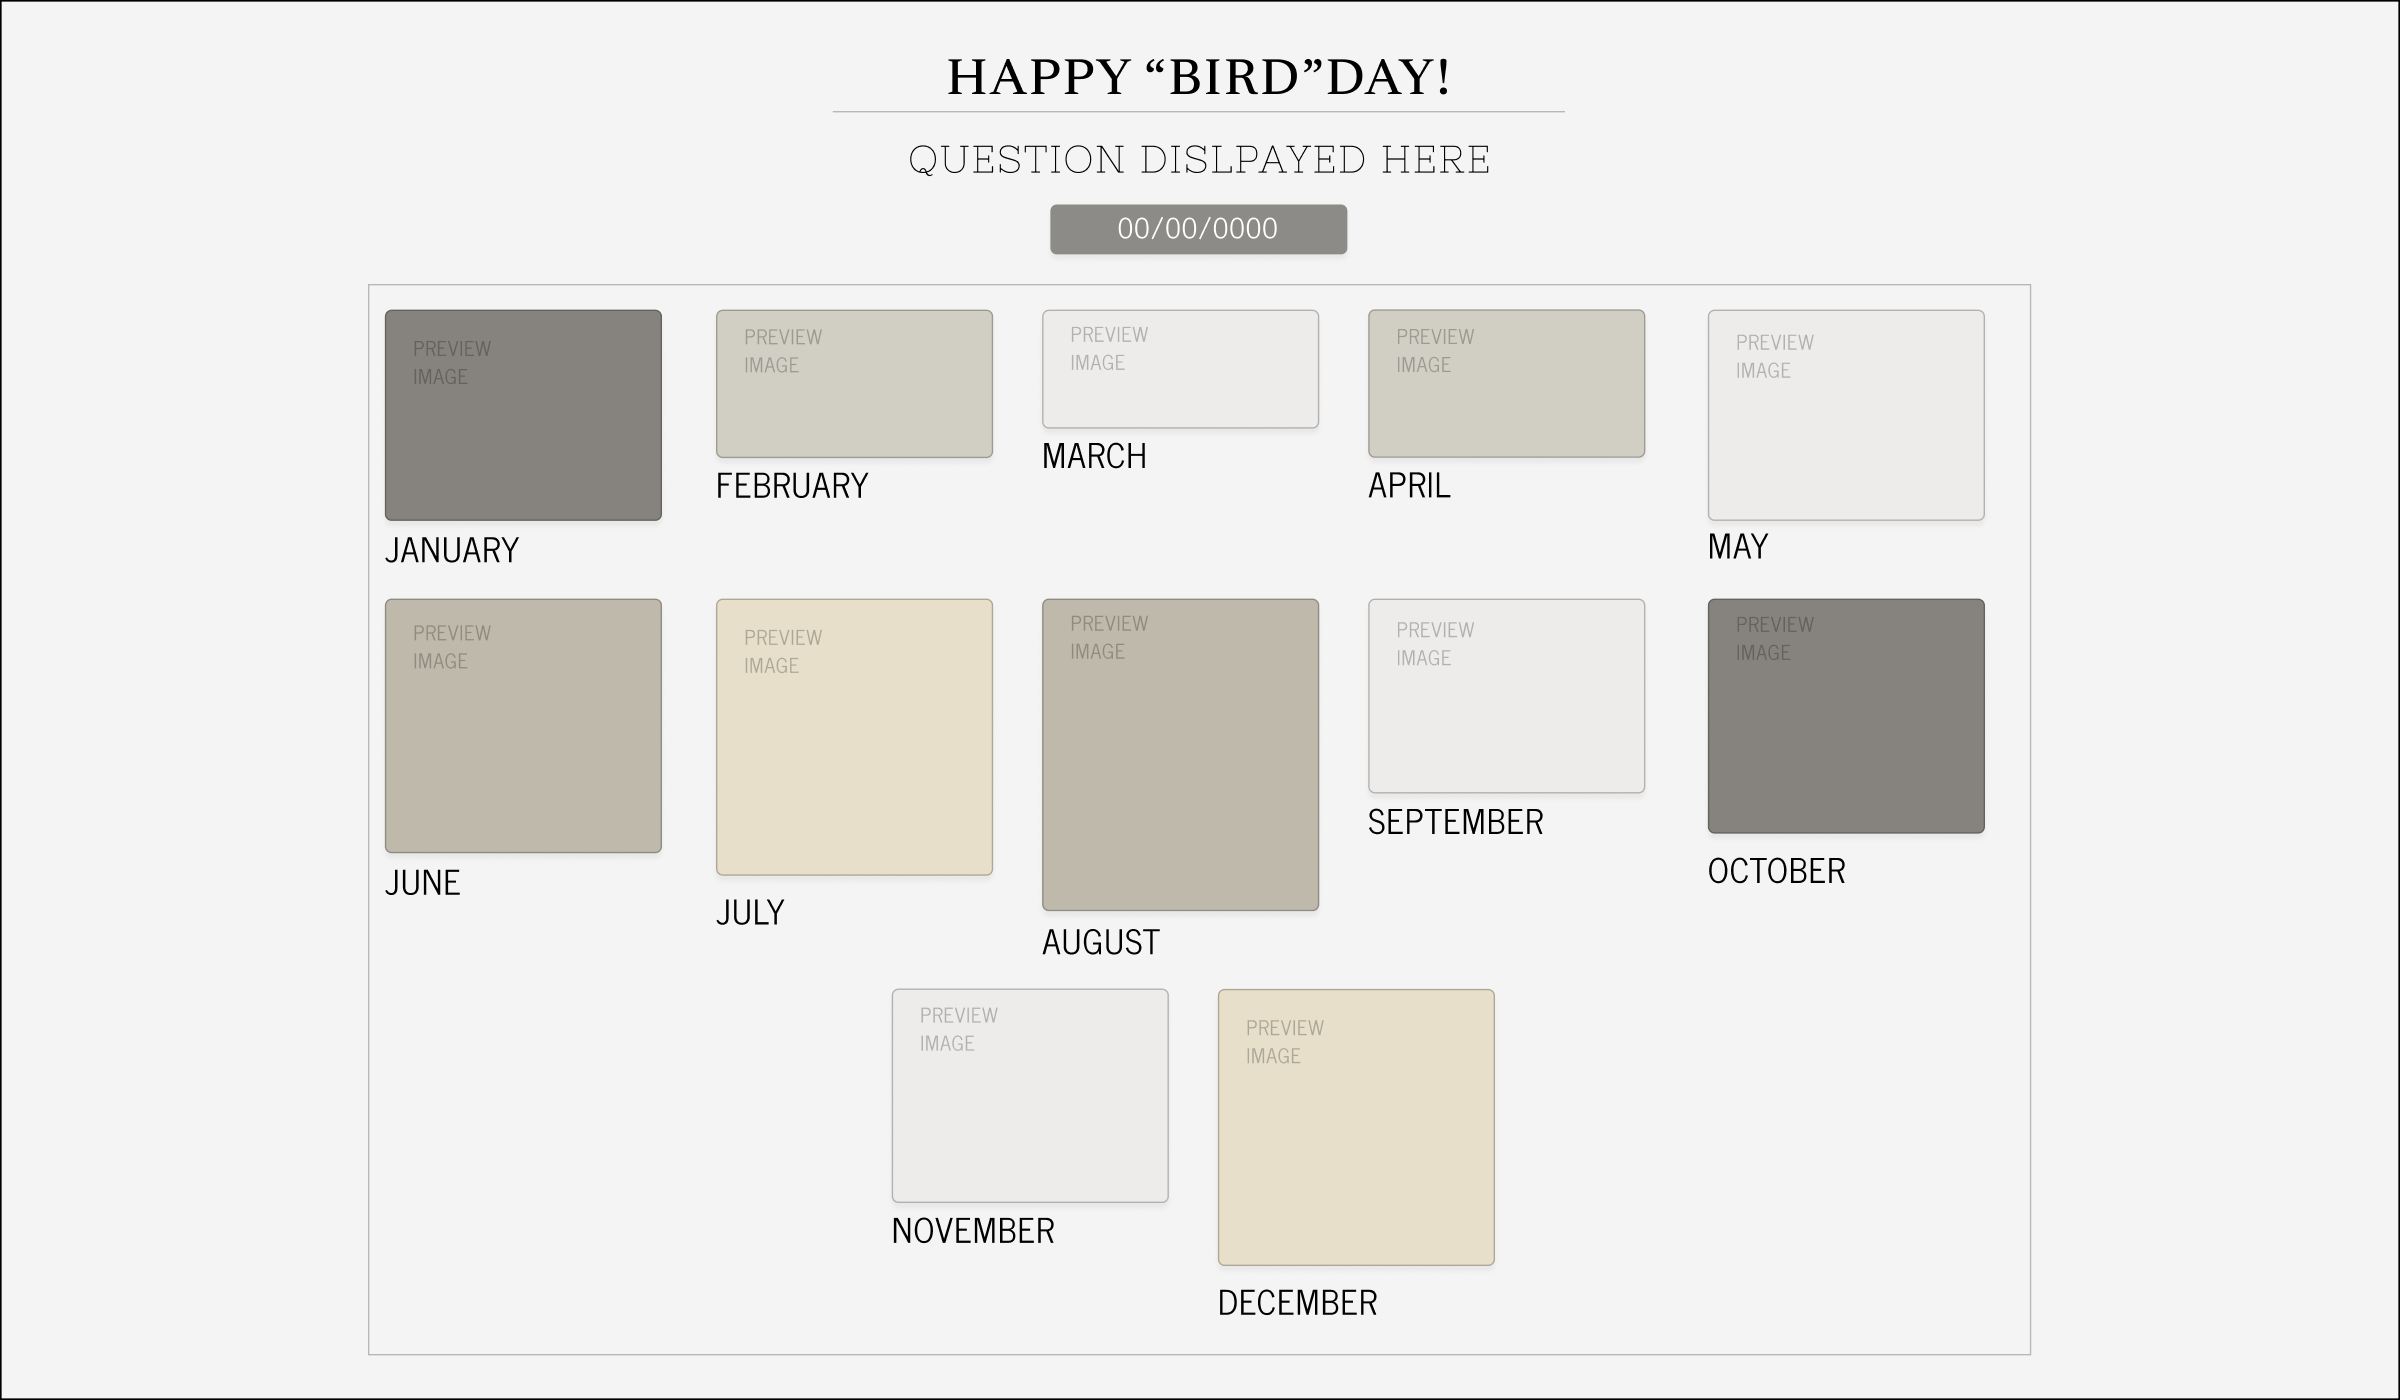 HAPPY “BIRD”DAY!
QUESTION DISLPAYED HERE
00/00/0000
PREVIEW
IMAGE
JANUARY
PREVIEW
IMAGE
FEBRUARY
PREVIEW
IMAGE
MARCH
PREVIEW
IMAGE
APRIL
PREVIEW
IMAGE
MAY
PREVIEW
IMAGE
JUNE
PREVIEW
IMAGE
JULY
PREVIEW
IMAGE
AUGUST
PREVIEW
IMAGE
SEPTEMBER
PREVIEW
IMAGE
OCTOBER
PREVIEW
IMAGE
NOVEMBER
PREVIEW
IMAGE
DECEMBER